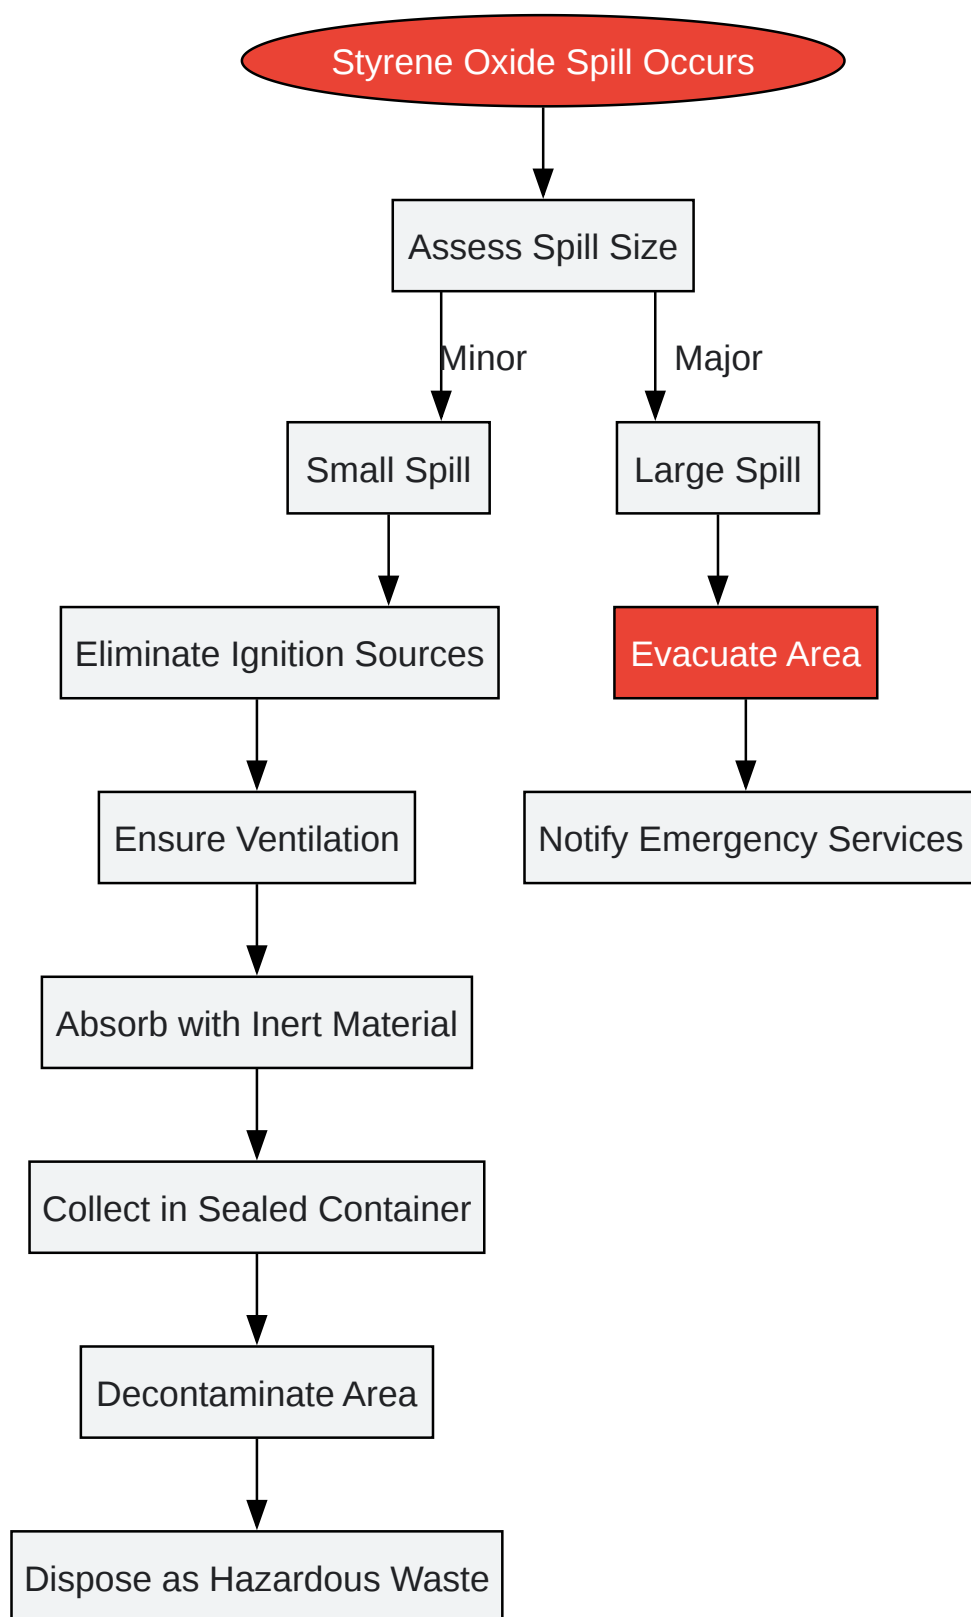 Styrene Oxide Spill Occurs
Assess Spill Size
Minor
Major
Small Spill
Large Spill
Eliminate Ignition Sources
Evacuate Area
Ensure Ventilation
Notify Emergency Services
Absorb with Inert Material
Collect in Sealed Container
Decontaminate Area
Dispose as Hazardous Waste